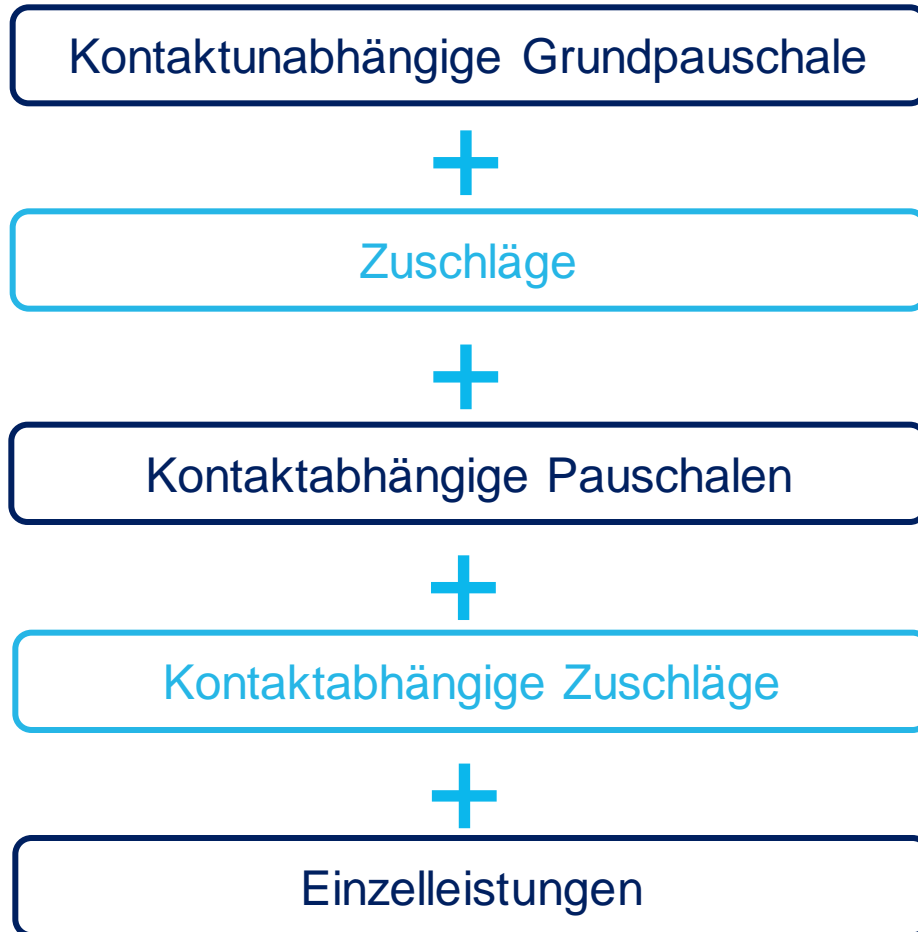 Kontaktunabhängige Grundpauschale
+
Zuschläge
+
Kontaktabhängige Pauschalen
+
Kontaktabhängige Zuschläge
+
Einzelleistungen